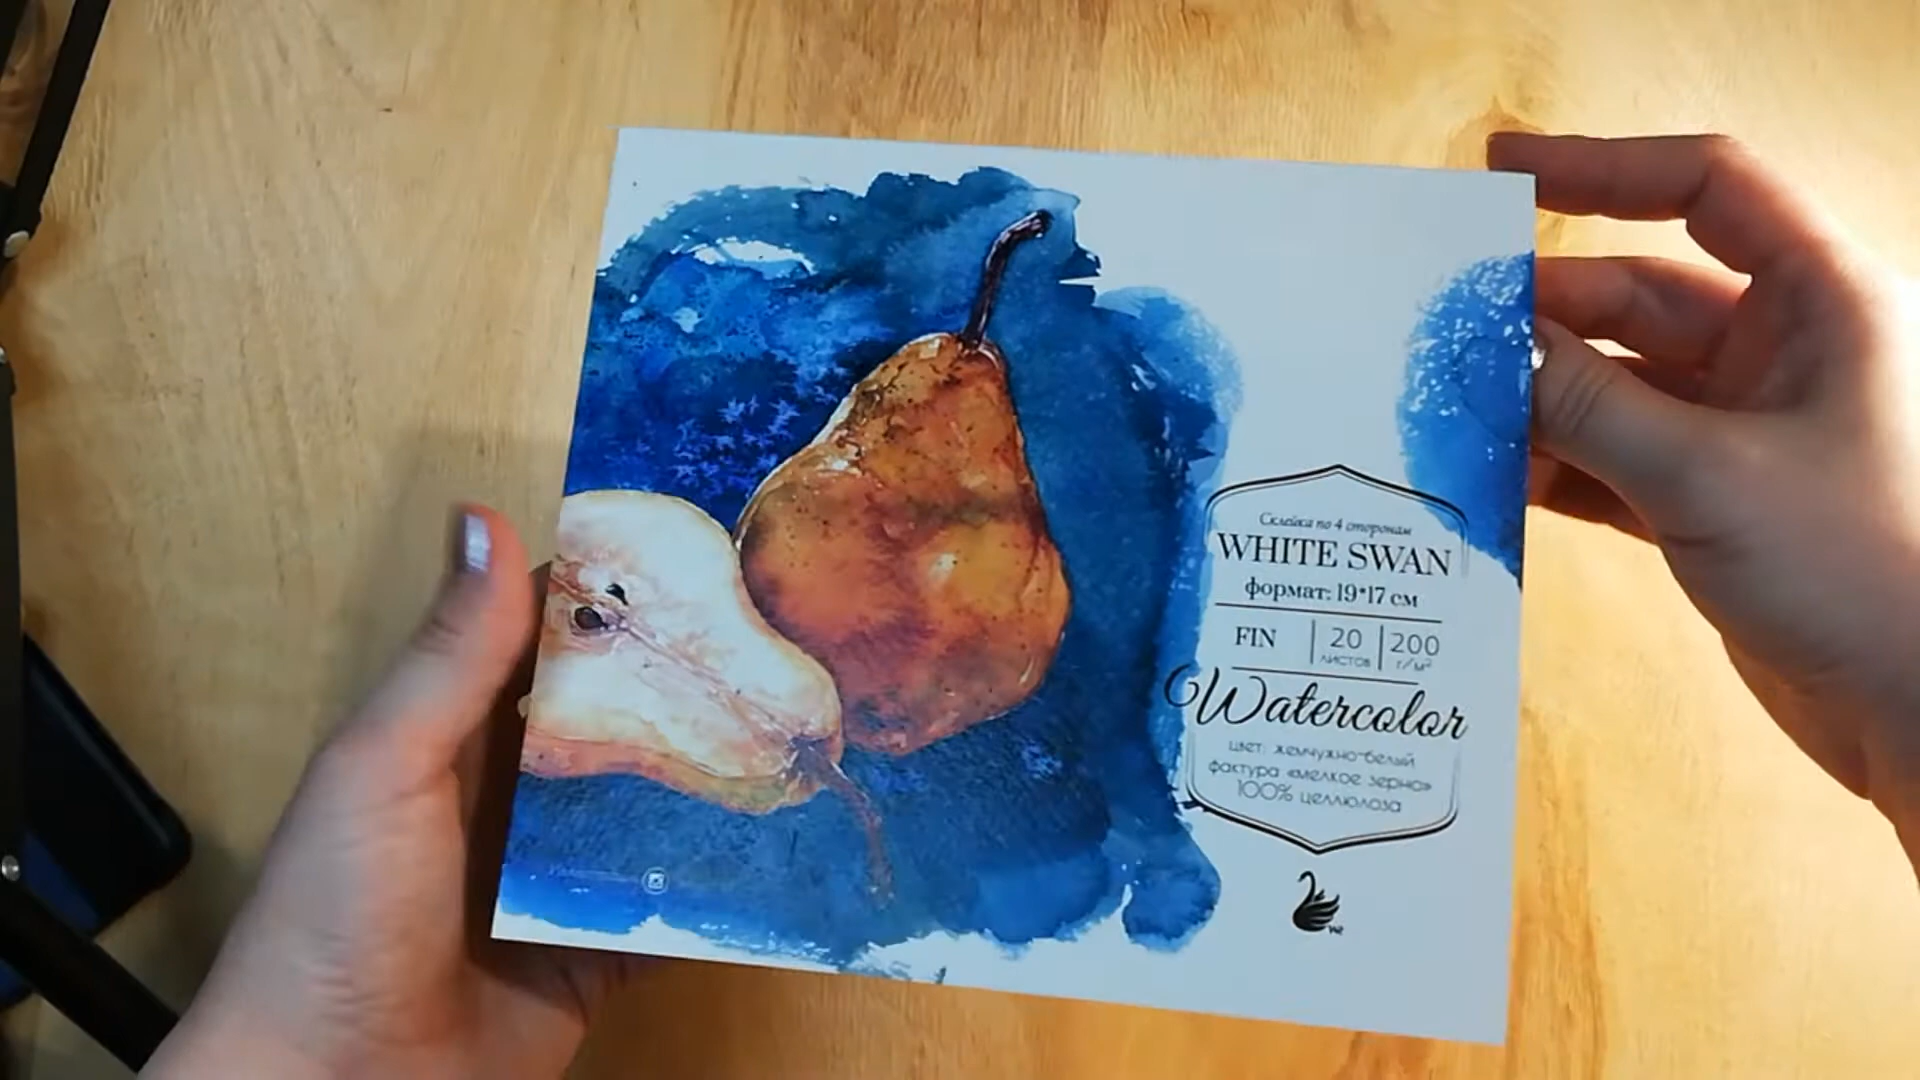 Склейка по 4 сторонам
WHITE SWAN
формат: 19*17 см
FIN 20 листов 200 г/м²
Watercolor
цвет: жемчужно-белый
фактура «мелкое зерно»
100% целлюлоза